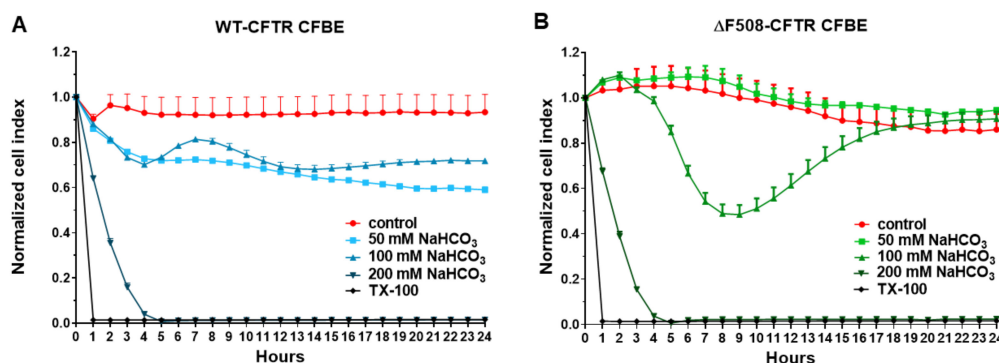 A
WT-CFTR CFBE
Normalized cell index
1.2
1.0
0.8
0.6
0.4
0.2
0.0
control
50 mM NaHCO₃
100 mM NaHCO₃
200 mM NaHCO₃
TX-100
0 1 2 3 4 5 6 7 8 9 10 11 12 13 14 15 16 17 18 19 20 21 22 23 24
Hours
B
ΔF508-CFTR CFBE
Normalized cell index
1.2
1.0
0.8
0.6
0.4
0.2
0.0
control
50 mM NaHCO₃
100 mM NaHCO₃
200 mM NaHCO₃
TX-100
0 1 2 3 4 5 6 7 8 9 10 11 12 13 14 15 16 17 18 19 20 21 22 23 24
Hours